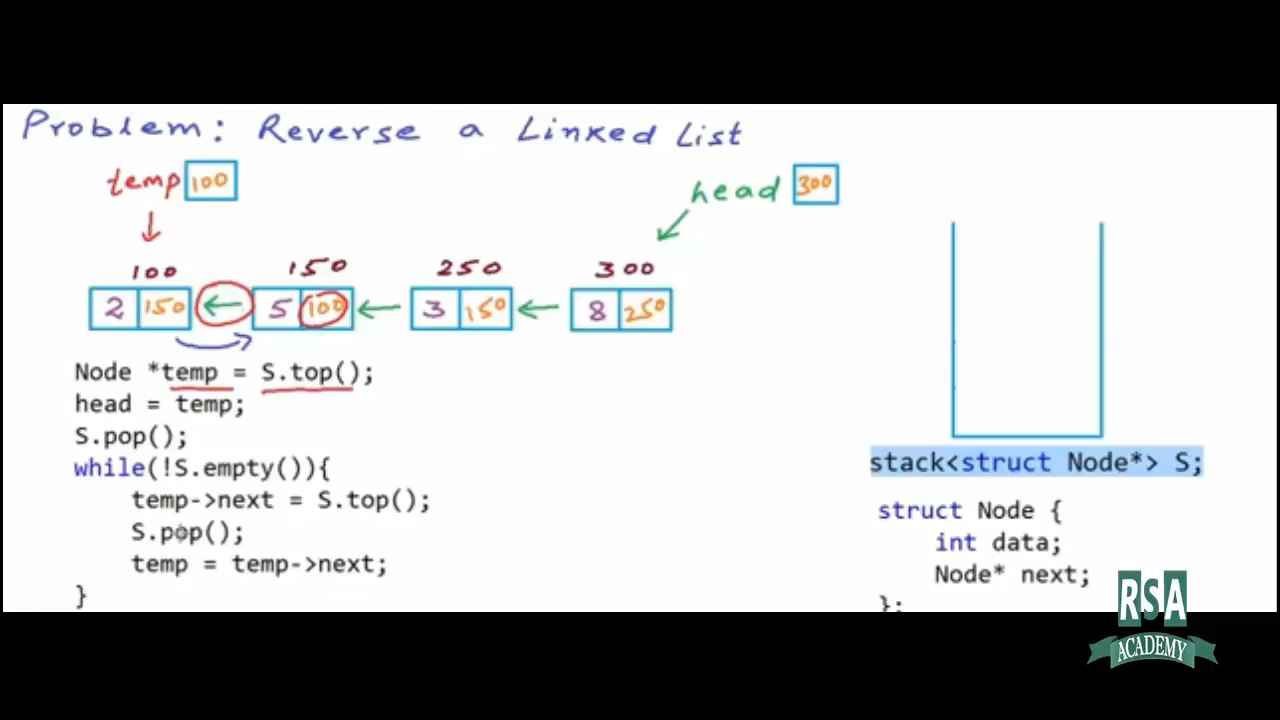 Problem: Reverse a Linked List
temp 100
head 300
100 150 250 300
2 150 5 100 3 150 8 250
Node *temp = S.top();
head = temp;
S.pop();
while(!S.empty()){
temp->next = S.top();
S.pop();
temp = temp->next;
}
stack<struct Node*> S;
struct Node {
int data;
Node* next;
};
RSA
ACADEMY